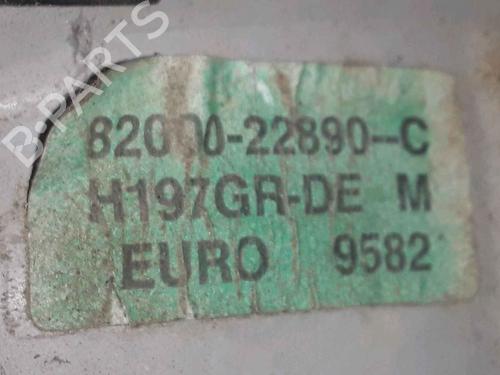 B-PARTS
82000-22890-C
H197GR-DE M
EURO 9582